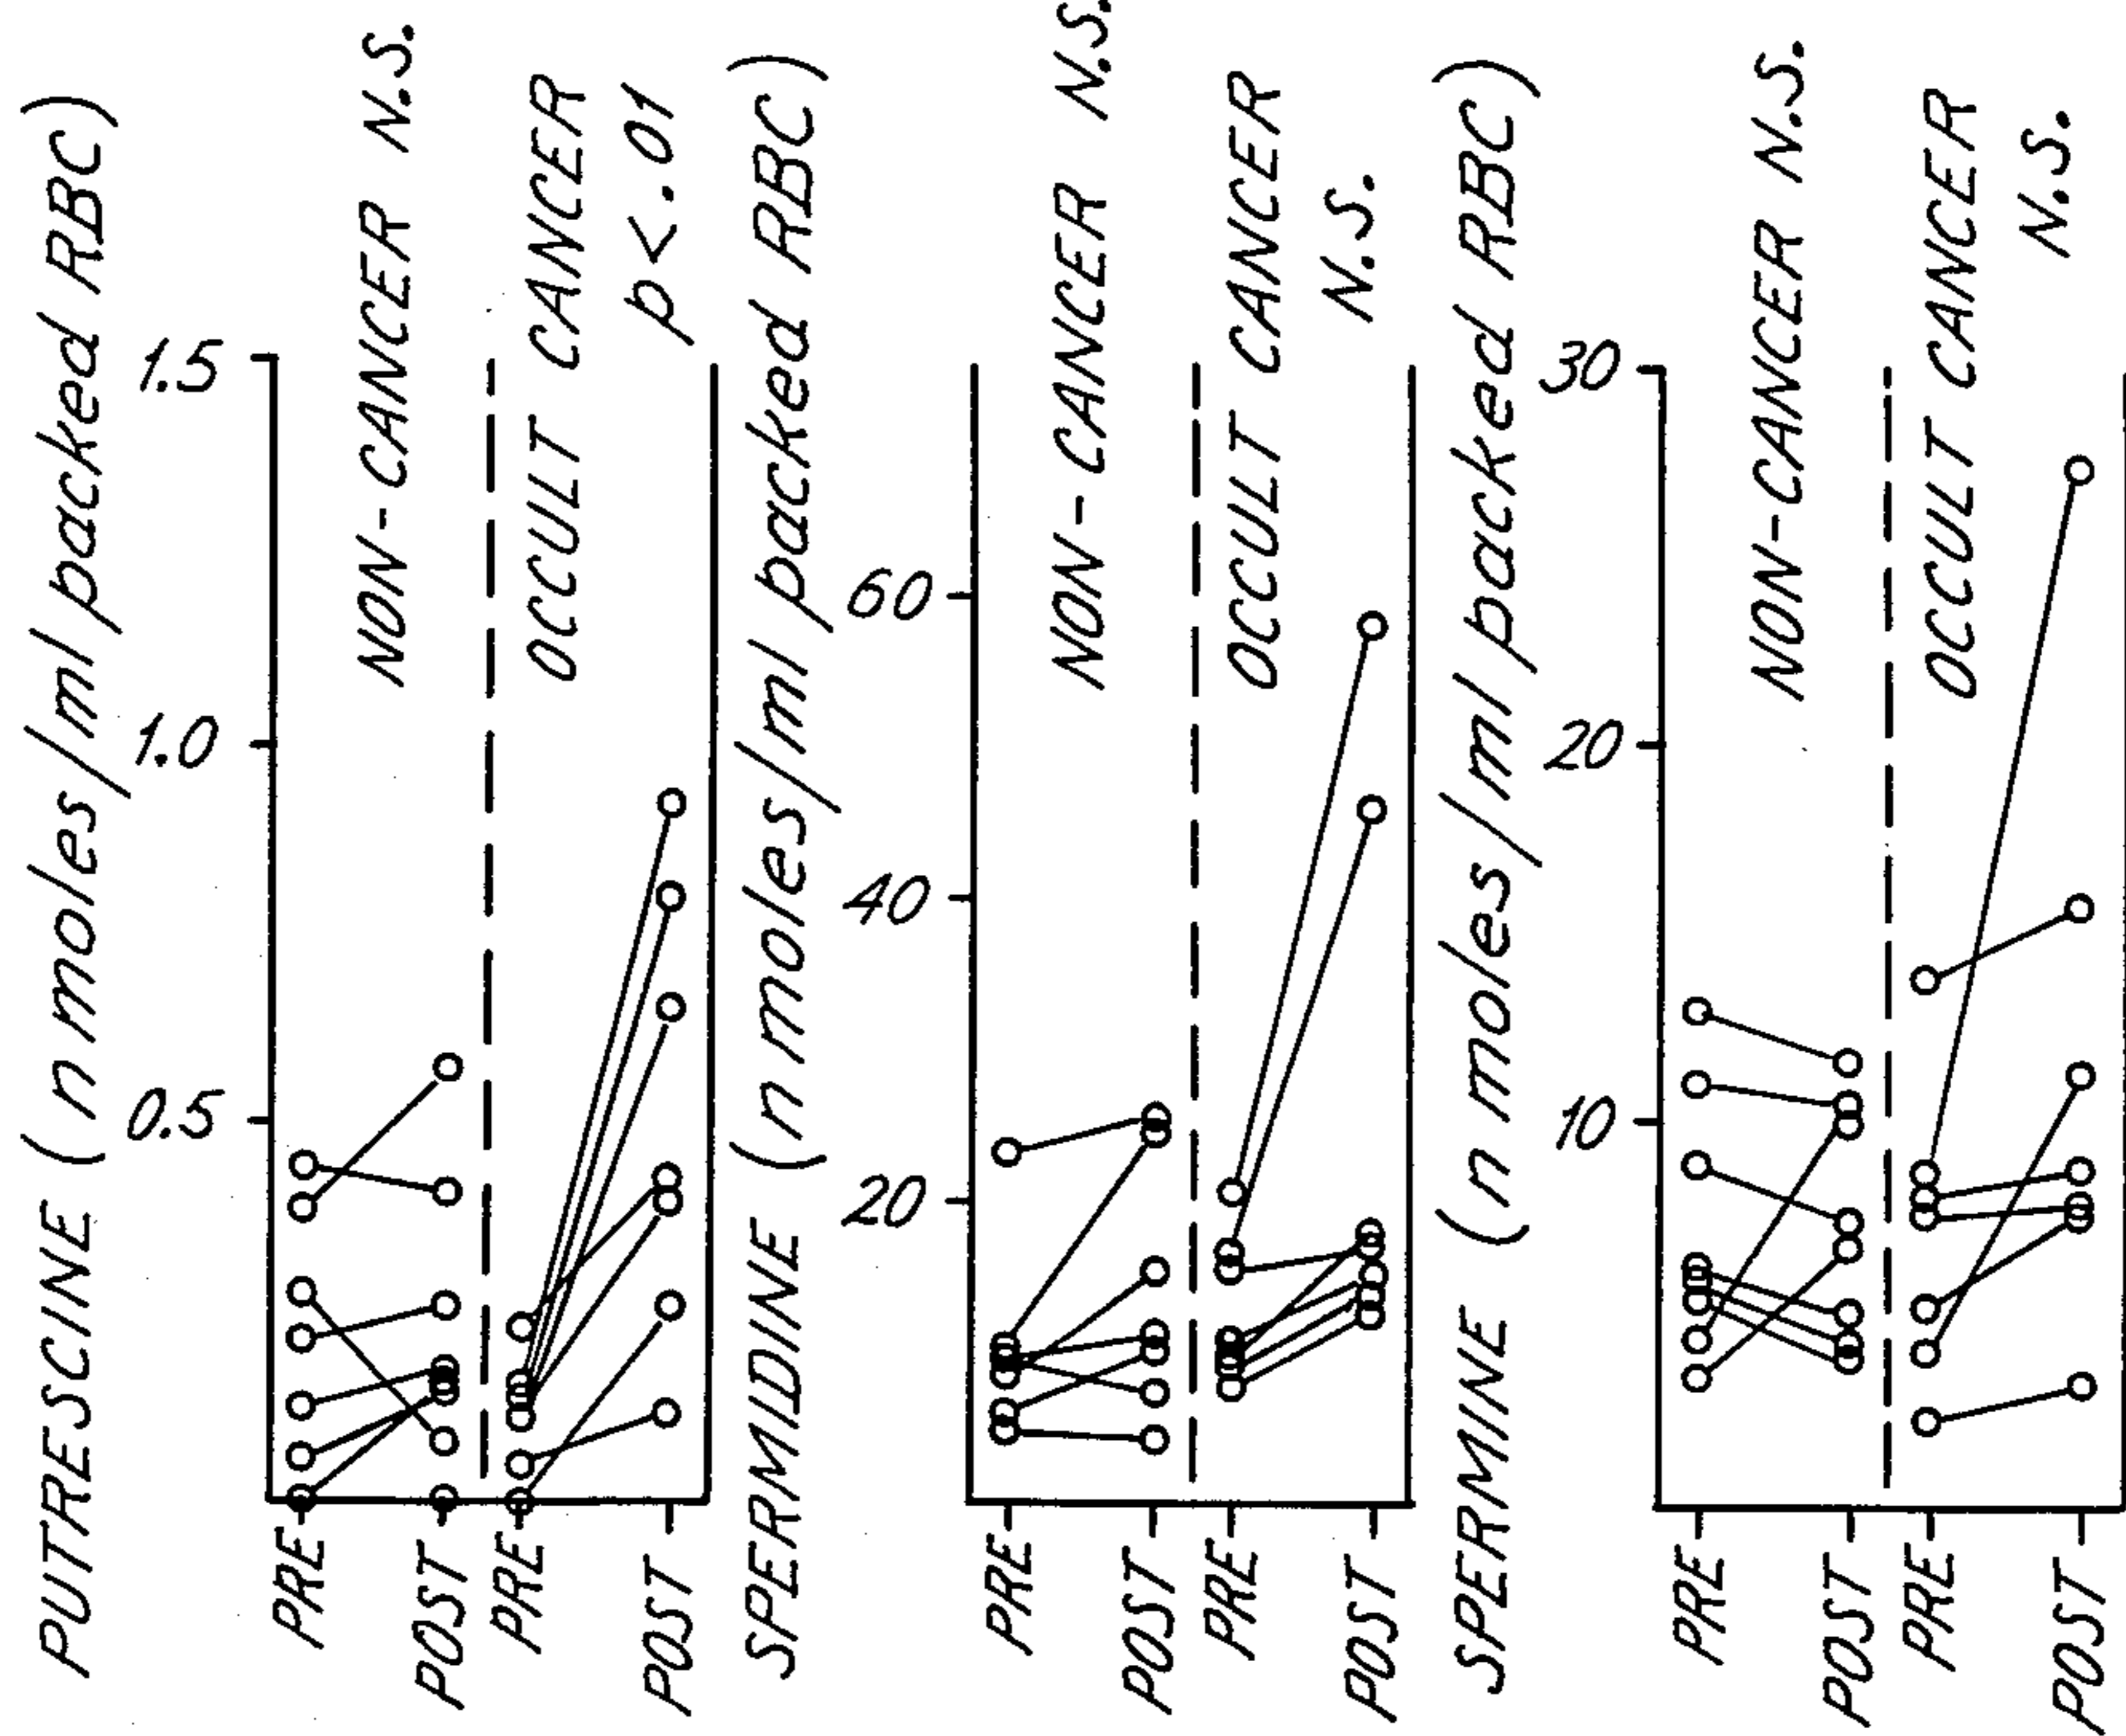 PUTRESCINE (n moles/ml packed RBC)
1.5
1.0
0.5
NON-CANCER N.S.
OCCULT CANCER
p<.01
PRE
POST
PRE
POST
SPERMIDINE (n moles/ml packed RBC)
60
40
20
NON-CANCER N.S.
OCCULT CANCER
N.S.
PRE
POST
PRE
POST
SPERMINE (n moles/ml packed RBC)
30
20
10
NON-CANCER N.S.
OCCULT CANCER
N.S.
PRE
POST
PRE
POST